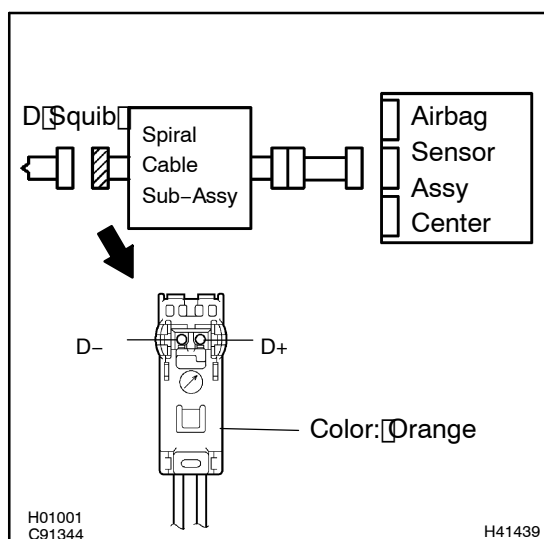 D Squib
Spiral
Cable
Sub−Assy
Airbag
Sensor
Assy
Center
D−
D+
Color: Orange
H01001
C91344
H41439